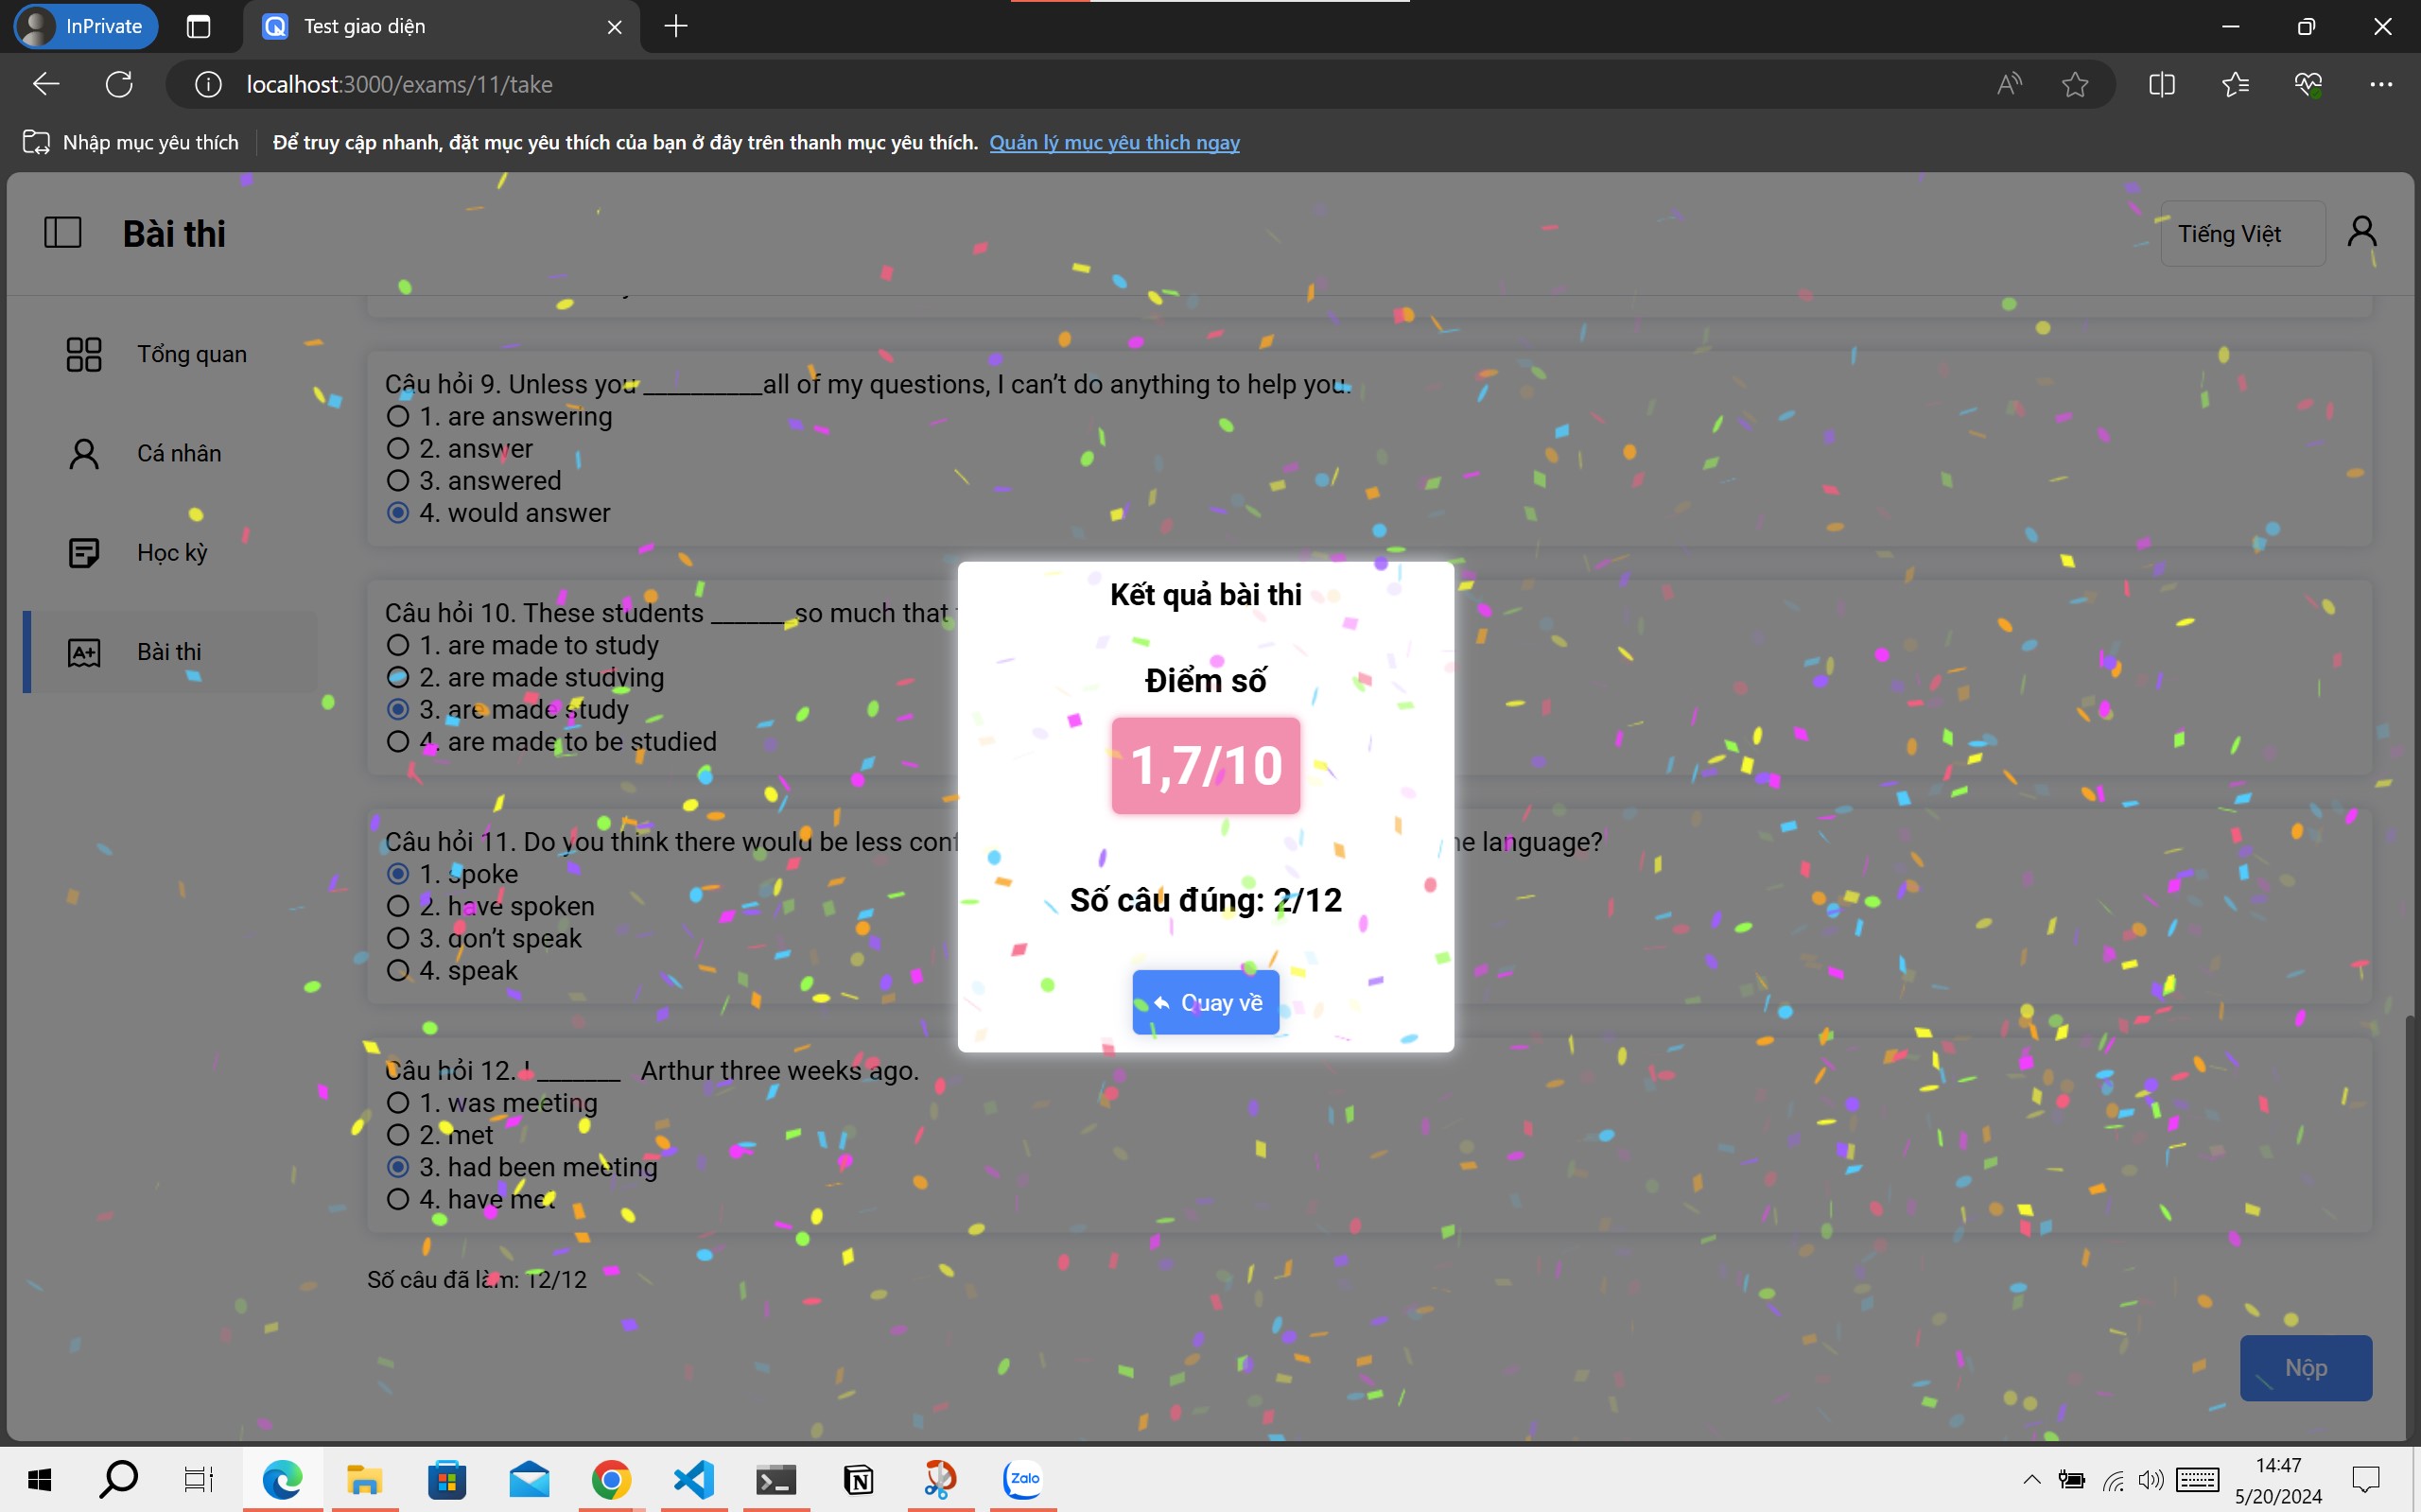 InPrivate
Test giao diện
localhost:3000/exams/11/take
Nhập mục yêu thích
Để truy cập nhanh, đặt mục yêu thích của bạn ở đây trên thanh mục yêu thích. Quản lý mục yêu thích ngay
Bài thi
Tiếng Việt
Tổng quan
Cá nhân
Học kỳ
Bài thi
Câu hỏi 9. Unless you _________all of my questions, I can’t do anything to help you.
1. are answering
2. answer
3. answered
4. would answer
Câu hỏi 10. These students ______so much that
1. are made to study
2. are made studying
3. are made study
4. are made to be studied
Câu hỏi 11. Do you think there would be less
language?
1. spoke
2. have spoken
3. don’t speak
4. speak
Câu hỏi 12. I ______ Arthur three weeks ago.
1. was meeting
2. met
3. had been meeting
4. have met
Số câu đã làm: 12/12
Nộp
Kết quả bài thi
Điểm số
1,7/10
Số câu đúng: 2/12
Quay về
A+
N
Zalo
14:47
5/20/2024